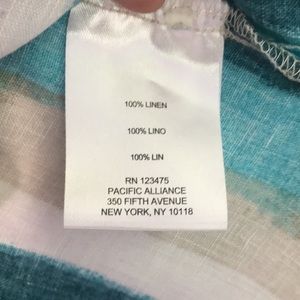 100% LINEN
100% LINO
100% LIN
RN 123475
PACIFIC ALLIANCE
350 FIFTH AVENUE
NEW YORK, NY 10118